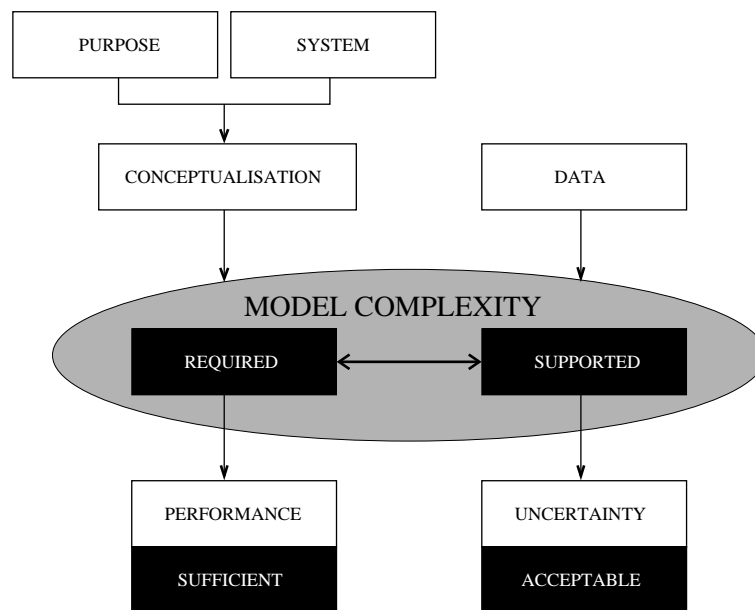 PURPOSE
SYSTEM
CONCEPTUALISATION
DATA
MODEL COMPLEXITY
REQUIRED
SUPPORTED
PERFORMANCE
UNCERTAINTY
SUFFICIENT
ACCEPTABLE